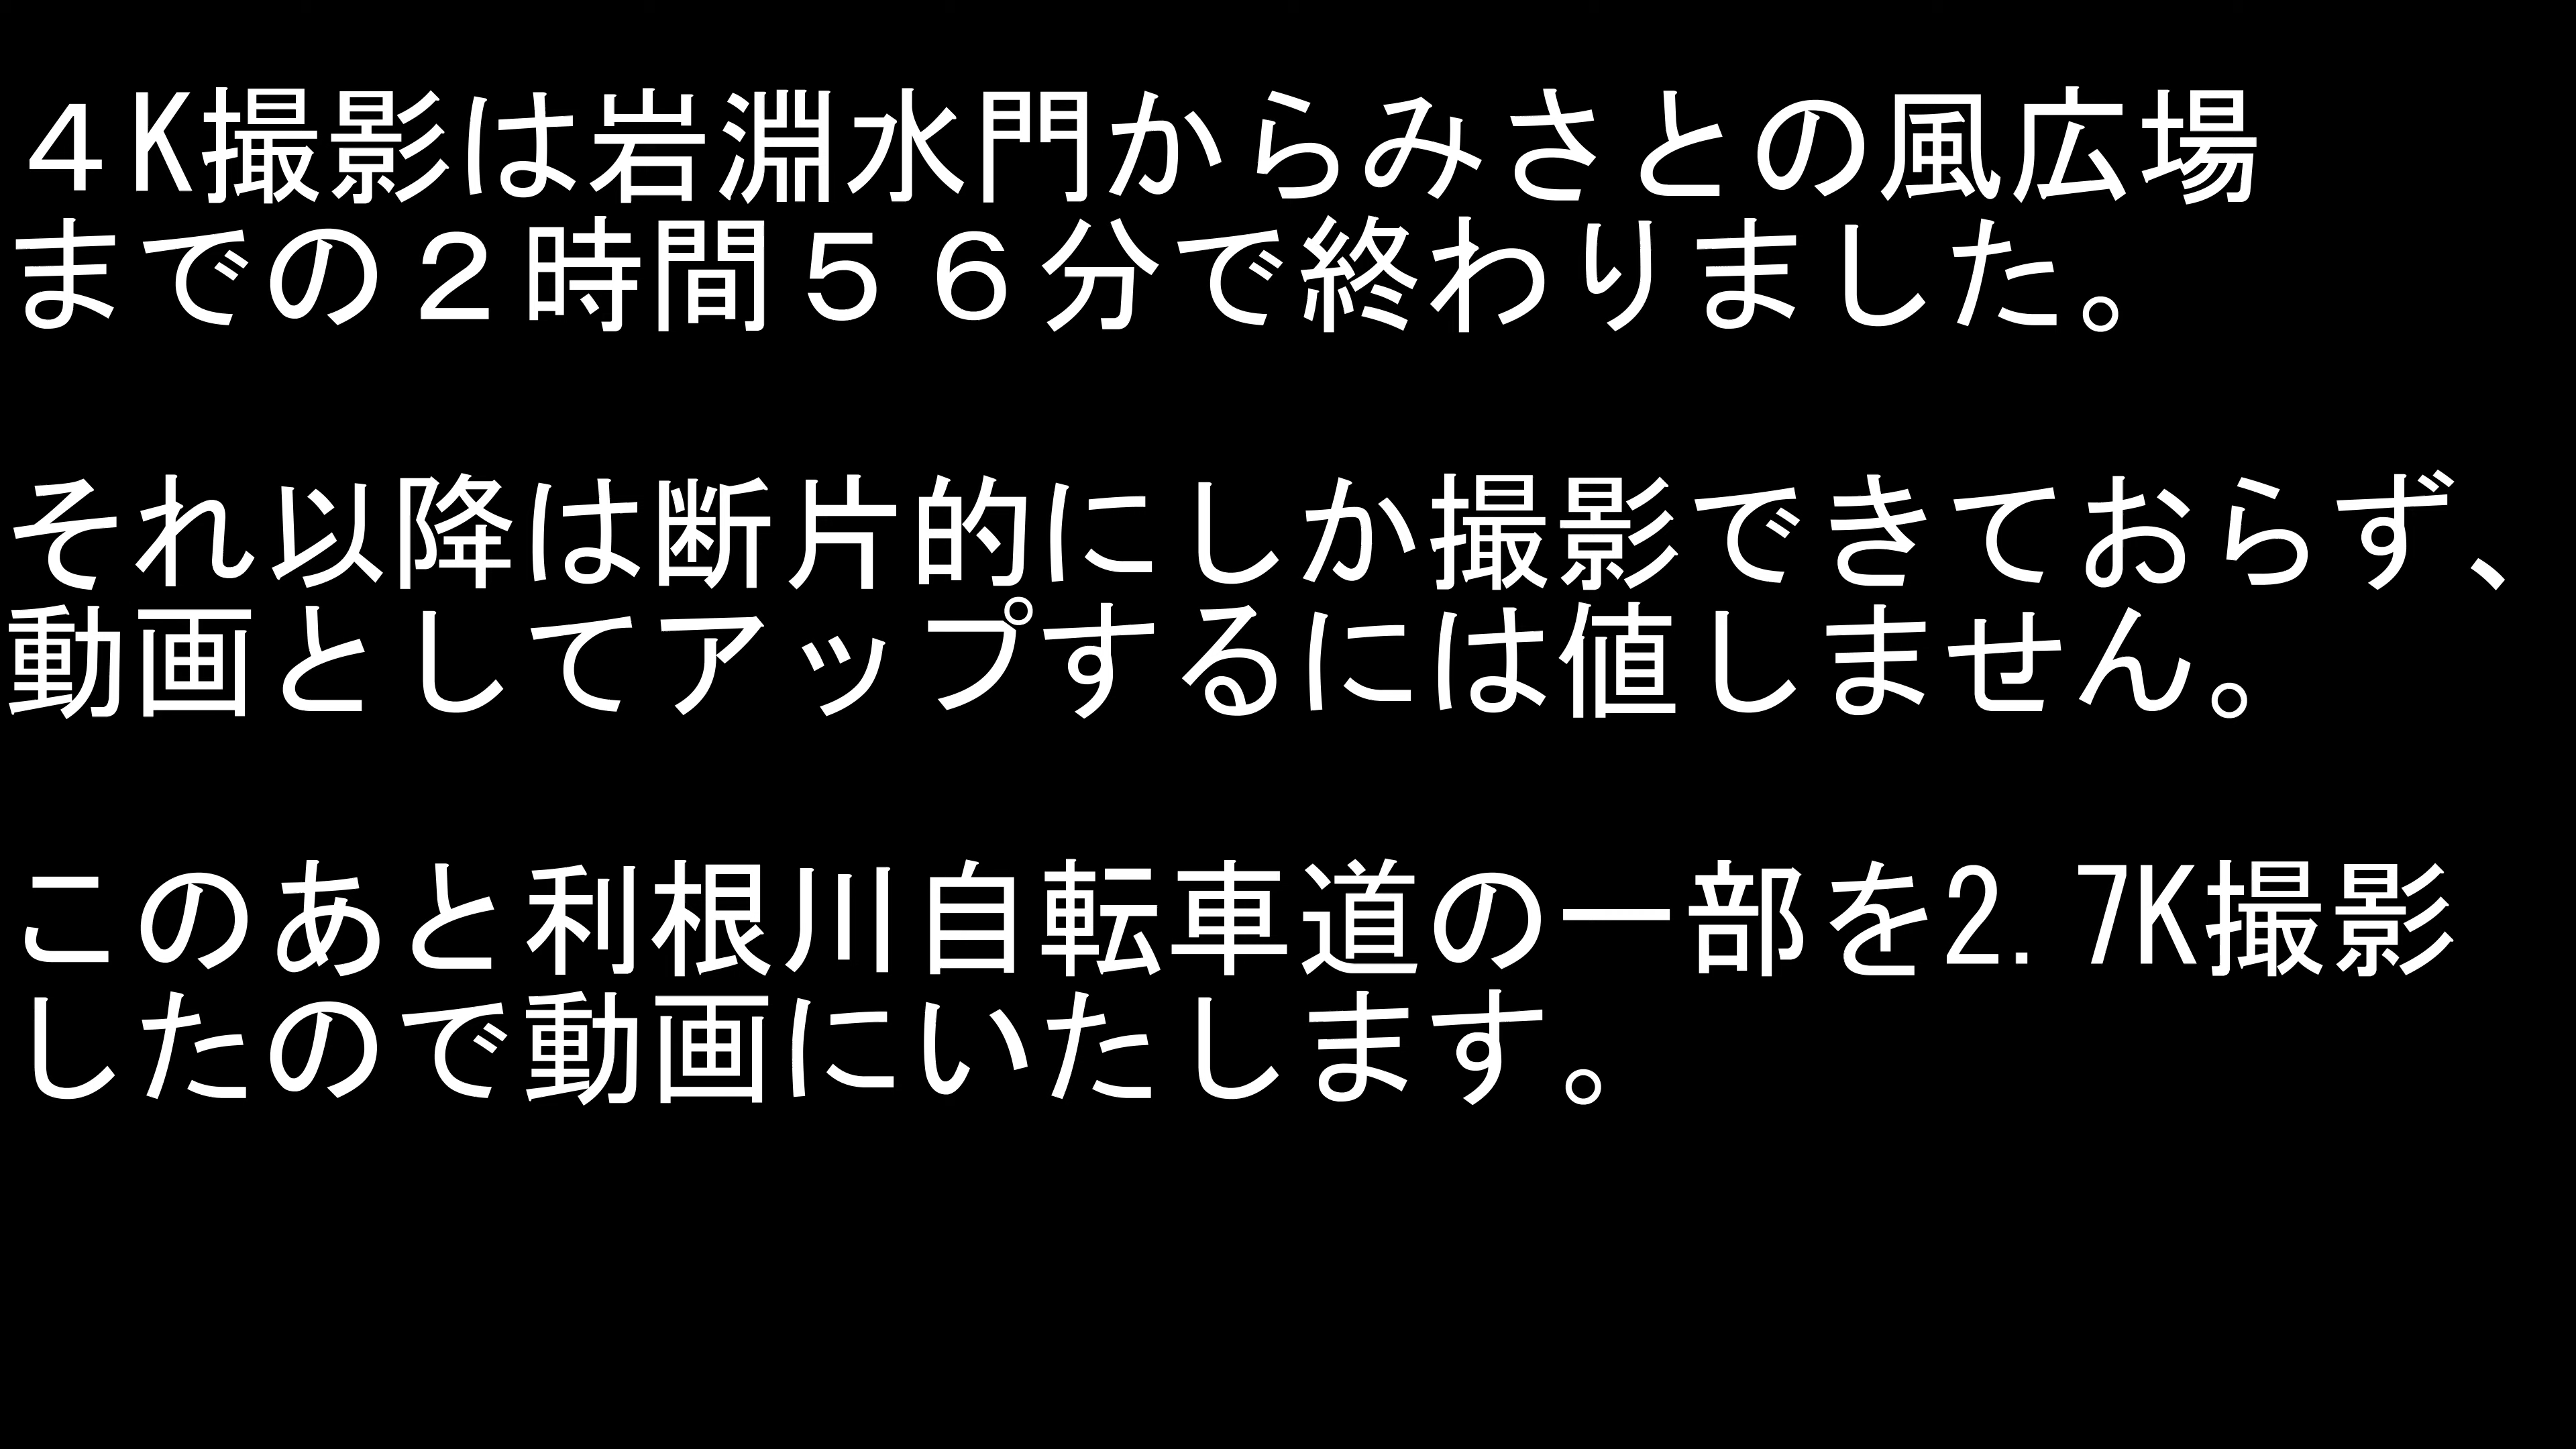 ４K撮影は岩淵水門からみさとの風広場
までの２時間５６分で終わりました。
それ以降は断片的にしか撮影できておらず、
動画としてアップするには値しません。
このあと利根川自転車道の一部を2.7K撮影
したので動画にいたします。